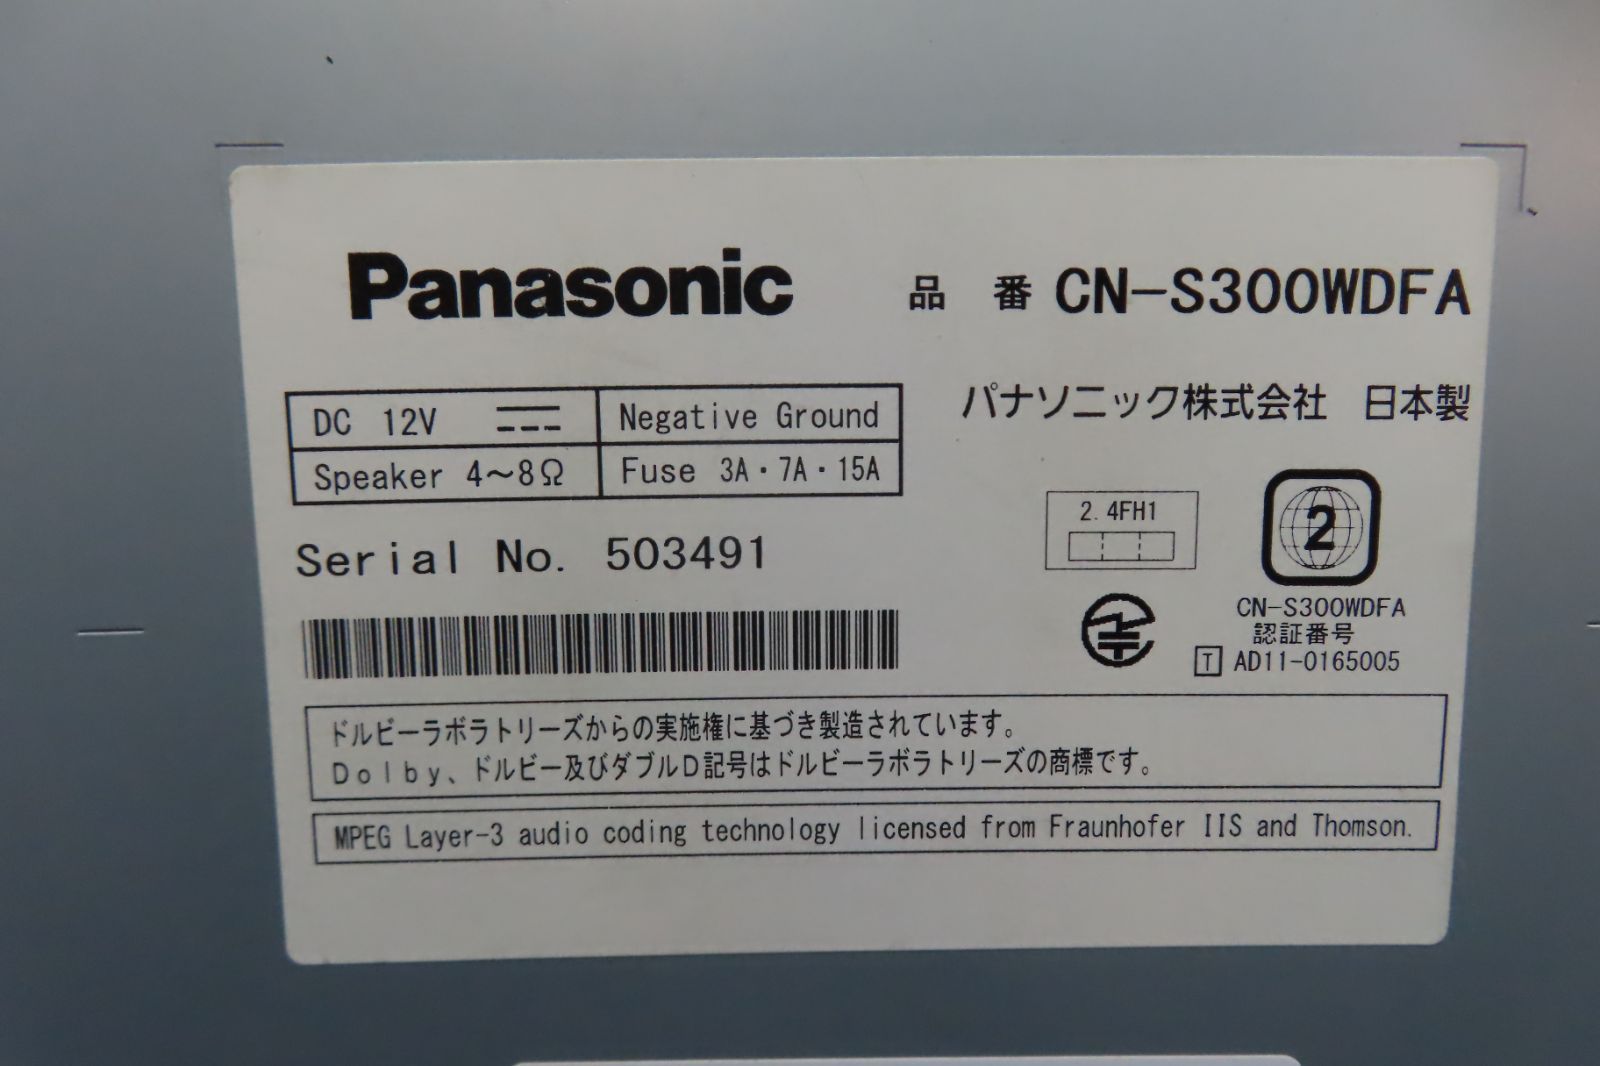 Panasonic 品 番 CN-S300WDFA
パナソニック株式会社 日本製
DC 12V Negative Ground
Speaker 4～8Ω Fuse 3A・7A・15A
Serial No. 503491
2.4FH1
2
CN-S300WDFA
認証番号
T AD11-0165005
ドルビーラボラトリーズからの実施権に基づき製造されています。
Dolby、ドルビー及びダブルD記号はドルビーラボラトリーズの商標です。
MPEG Layer-3 audio coding technology licensed from Fraunhofer IIS and Thomson.